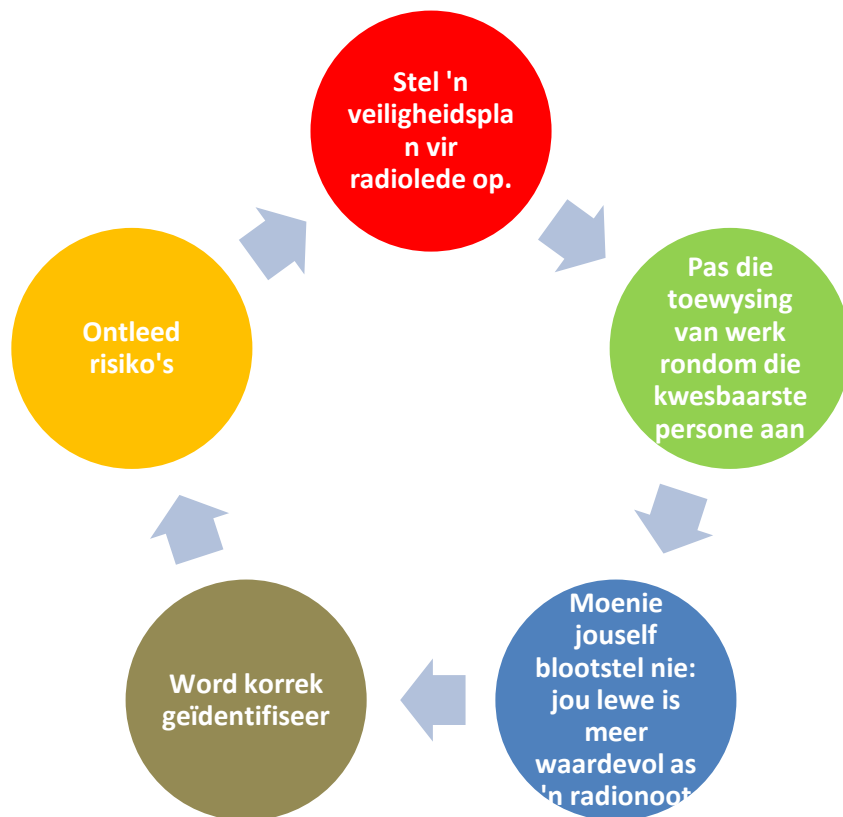 Stel 'n
veiligheidspla
n vir
radiolede op.
Pas die
toewysing
van werk
rondom die
kwesbaarste
persone aan
Moenie
jouself
blootstel nie:
jou lewe is
meer
waardevol as
'n radionoot
Word korrek
geïdentifiseer
Ontleed
risiko's